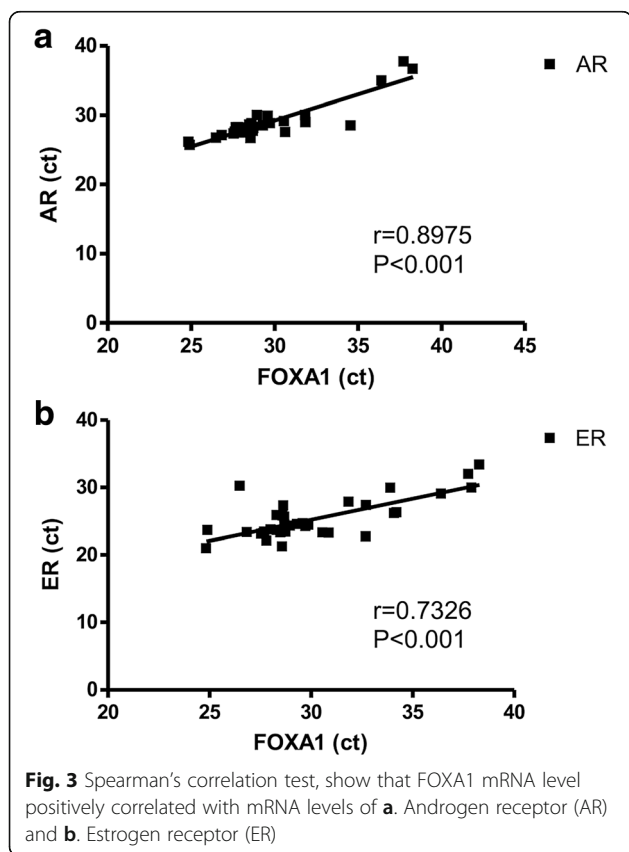 a
AR (ct)
40
30
20
10
0
20 25 30 35 40 45
FOXA1 (ct)
AR
r=0.8975
P<0.001
b
ER (ct)
40
30
20
10
0
20 25 30 35 40
FOXA1 (ct)
ER
r=0.7326
P<0.001
Fig. 3 Spearman's correlation test, show that FOXA1 mRNA level
positively correlated with mRNA levels of a. Androgen receptor (AR)
and b. Estrogen receptor (ER)